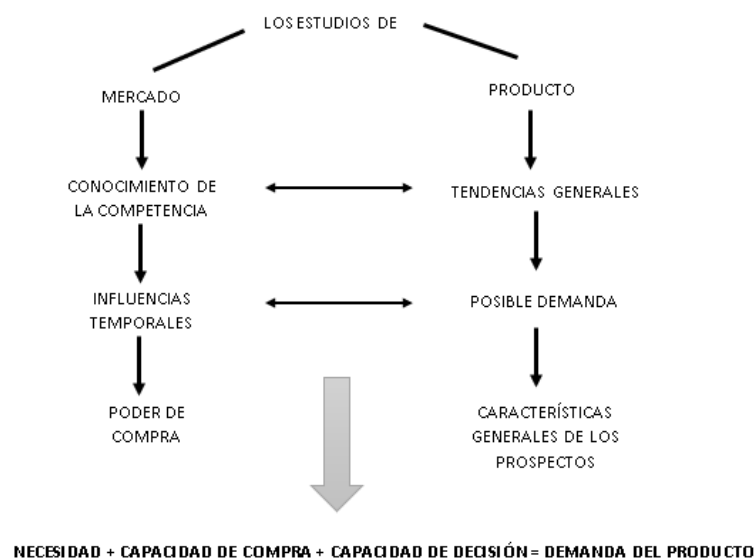 LOS ESTUDIOS DE
MERCADO
PRODUCTO
CONOCIMIENTO DE
LA COMPETENCIA
TENDENCIAS GENERALES
INFLUENCIAS
TEMPORALES
POSIBLE DEMANDA
PODER DE
COMPRA
CARACTERÍSTICAS
GENERALES DE LOS
PROSPECTOS
NECESIDAD + CAPACIDAD DE COMPRA + CAPACIDAD DE DECISIÓN = DEMANDA DEL PRODUCTO